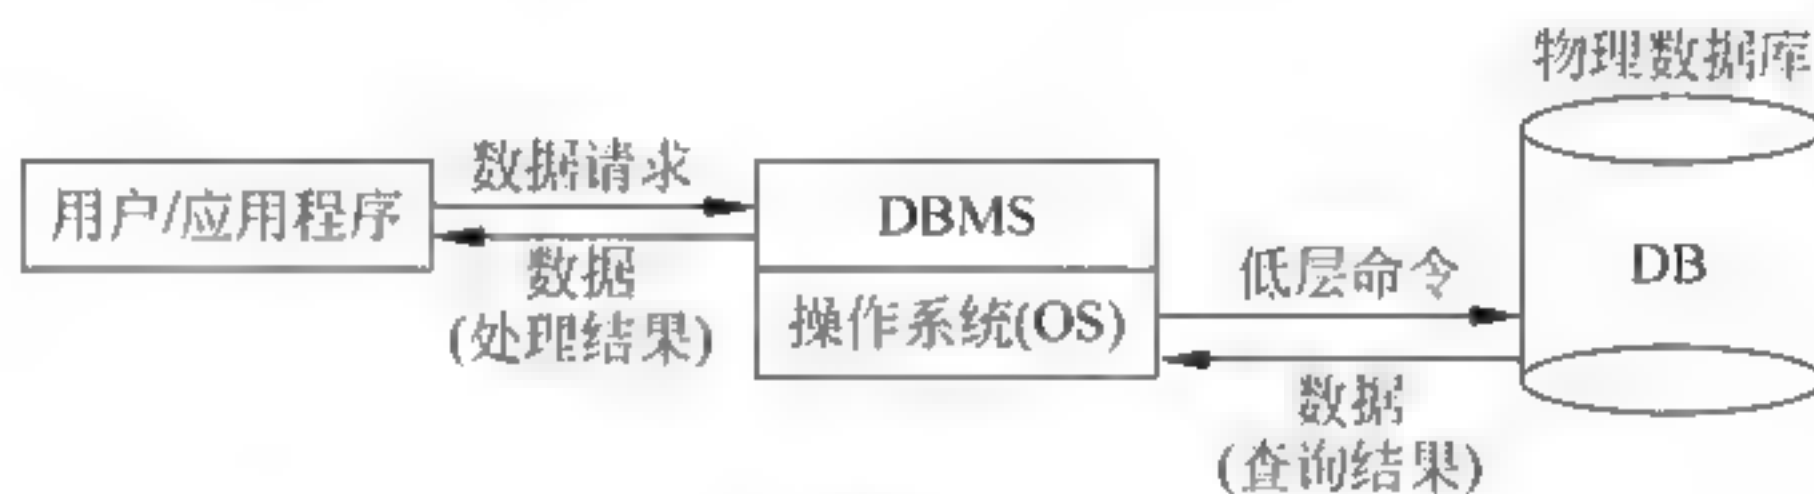 物理数据库
数据请求
用户/应用程序
DBMS
数据
(处理结果)
低层命令
DB
操作系统(OS)
数据
(查询结果)